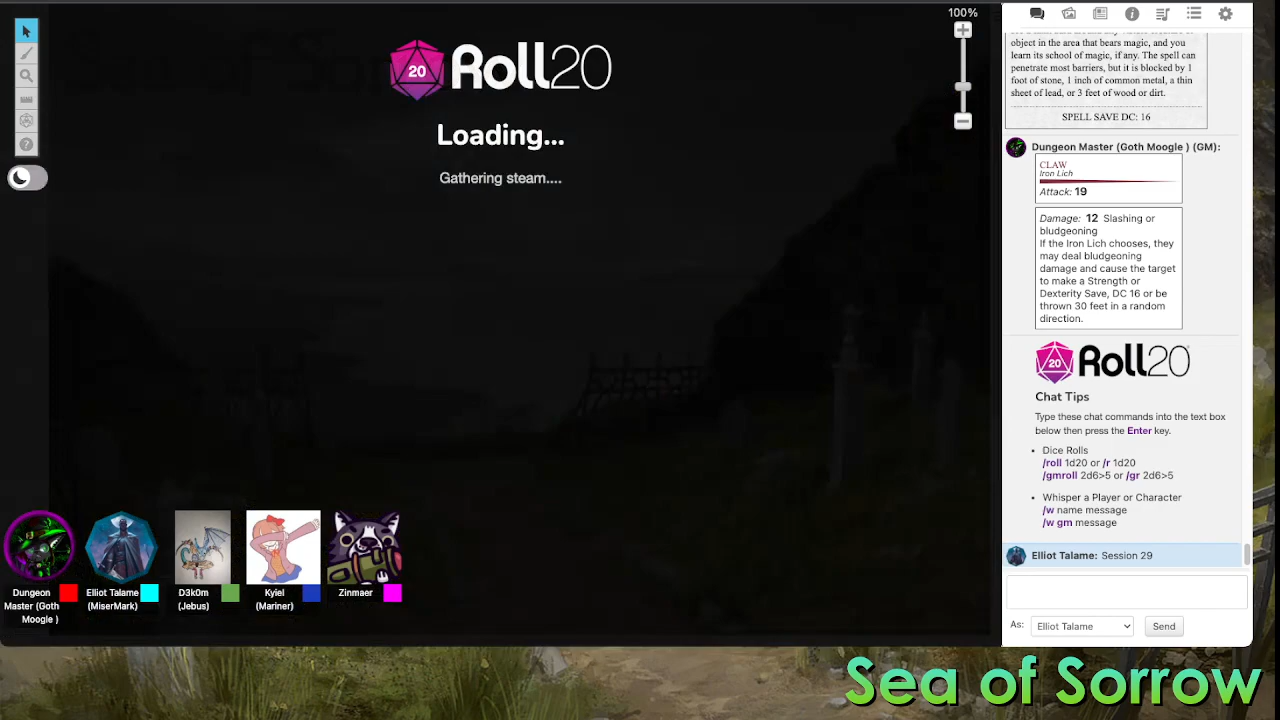 100%
20 Roll20
Loading...
Gathering steam....
object in the area that bears magic, and you
learn its school of magic, if any. The spell can
penetrate most barriers, but it is blocked by 1
foot of stone, 1 inch of common metal, a thin
sheet of lead, or 3 feet of wood or dirt.
SPELL SAVE DC: 16
Dungeon Master (Goth Moogle ) (GM):
CLAW
Iron Lich
Attack: 19
Damage: 12 Slashing or
bludgeoning
If the Iron Lich chooses, they
may deal bludgeoning
damage and cause the target
to make a Strength or
Dexterity Save, DC 16 or be
thrown 30 feet in a random
direction.
20 Roll20
Chat Tips
Type these chat commands into the text box
below then press the Enter key.
• Dice Rolls
/roll 1d20 or /r 1d20
/gmroll 2d6>5 or /gr 2d6>5
• Whisper a Player or Character
/w name message
/w gm message
Elliot Talame: Session 29
As: Elliot Talame Send
Dungeon
Master (Goth
Moogle )
Elliot Talame
(MiserMark)
D3k0m
(Jebus)
Kyiel
(Mariner)
Zinmaer
Sea of Sorrow